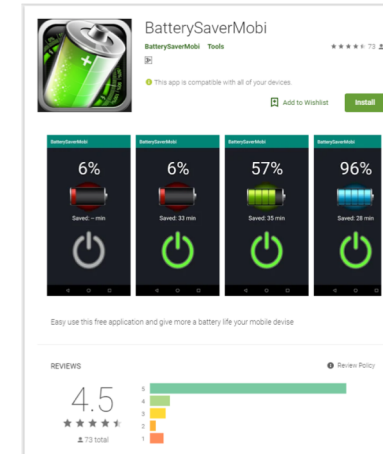 BatterySaverMobi
BatterySaverMobi Tools
73
This app is compatible with all of your devices.
Add to Wishlist
Install
BatterySaverMobi
BatterySaverMobi
BatterySaverMobi
BatterySaverMobi
6%
6%
57%
96%
Saved: -- min
Saved: 33 min
Saved: 35 min
Saved: 28 min
Easy use this free application and give more a battery life your mobile devise
REVIEWS
Review Policy
4.5
73 total
5
4
3
2
1